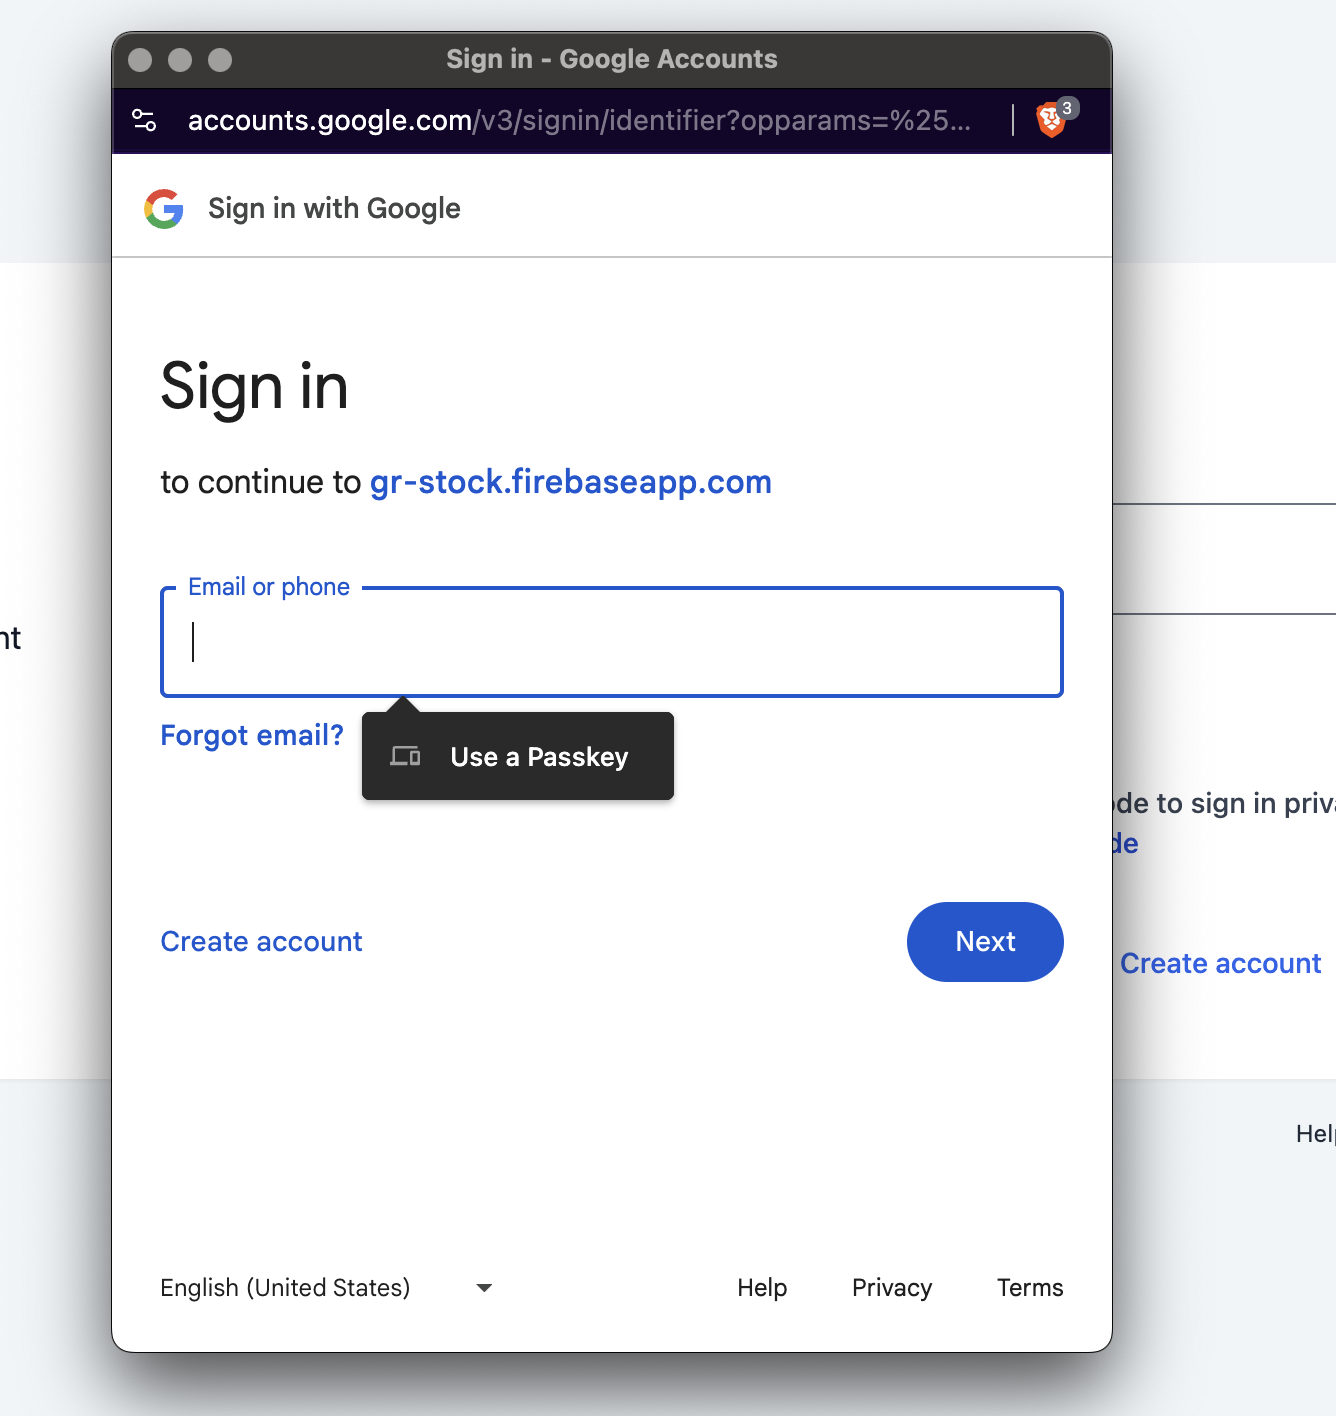 Sign in - Google Accounts
accounts.google.com/v3/signin/identifier?opparams=%25...
3
Sign in with Google
Sign in
to continue to gr-stock.firebaseapp.com
Email or phone
nt
Forgot email?
Use a Passkey
de to sign in priv
de
Create account
Next
Create account
Help
English (United States)
Help
Privacy
Terms